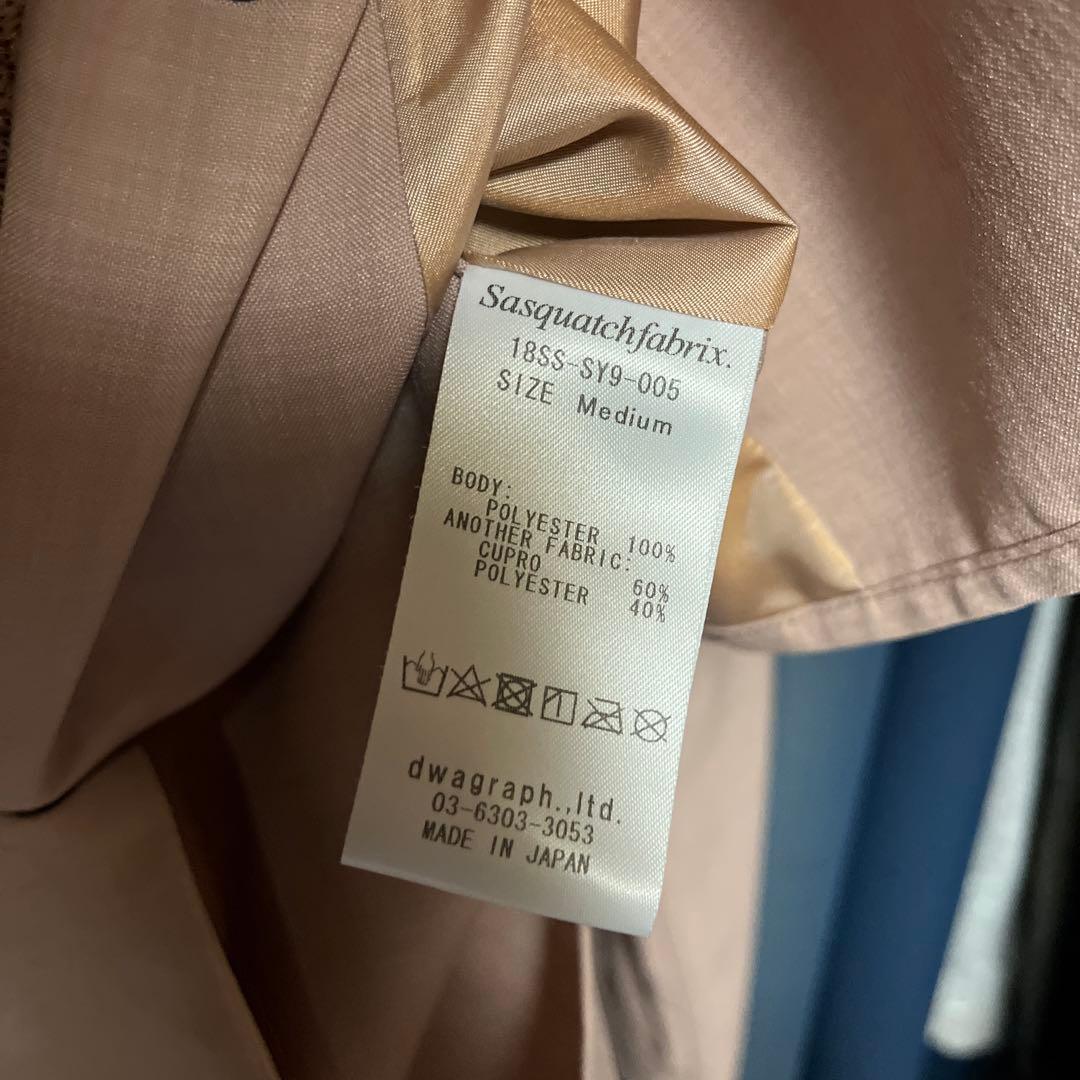 Sasquatchfabrix.
18SS-SY9-005
SIZE Medium
BODY:
POLYESTER 100%
ANOTHER FABRIC:
CUPRO 60%
POLYESTER 40%
dwagraph.,ltd.
03-6303-3053
MADE IN JAPAN